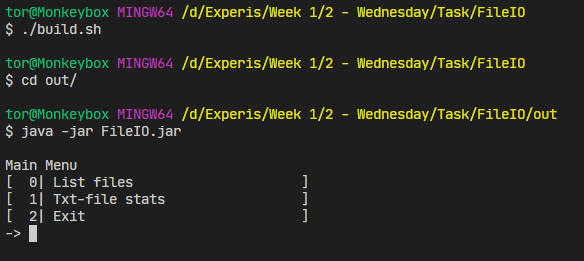 tor@Monkeybox MINGW64 /d/Experis/Week 1/2 - Wednesday/Task/FileIO
$ ./build.sh
tor@Monkeybox MINGW64 /d/Experis/Week 1/2 - Wednesday/Task/FileIO
$ cd out/
tor@Monkeybox MINGW64 /d/Experis/Week 1/2 - Wednesday/Task/FileIO/out
$ java -jar FileIO.jar
Main Menu
[  0| List files                     ]
[  1| Txt-file stats                 ]
[  2| Exit                           ]
->